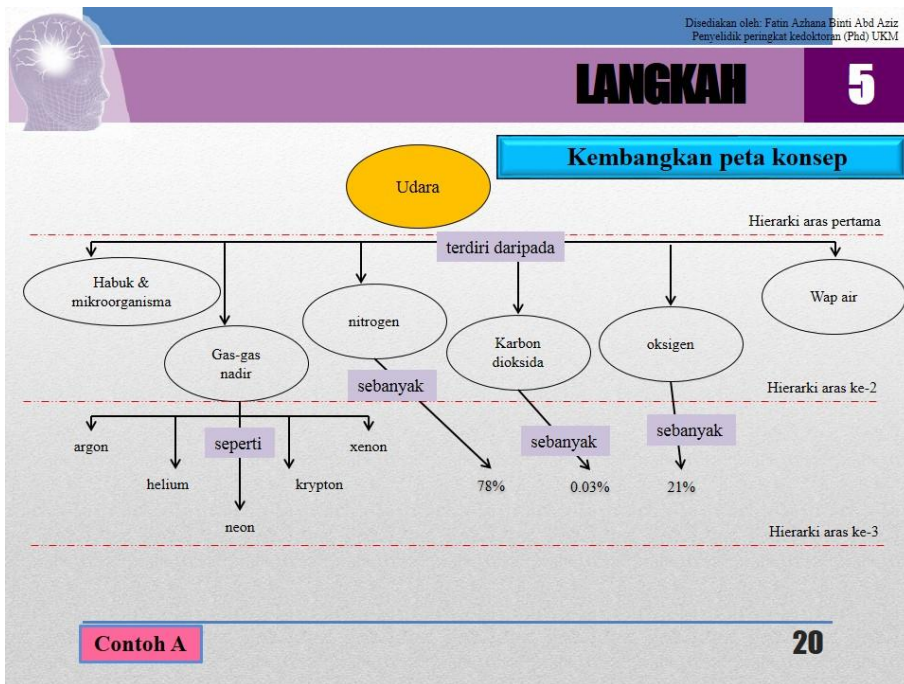 Disediakan oleh: Fatin Azhana Binti Abd Aziz
Penyelidik peringkat kedoktoran (Phd) UKM
LANGKAH
5
Kembangkan peta konsep
Udara
Hierarki aras pertama
terdiri daripada
Habuk &
mikroorganisma
Gas-gas
nadir
nitrogen
Karbon
dioksida
oksigen
Wap air
Hierarki aras ke-2
sebanyak
sebanyak
sebanyak
seperti
argon
helium
neon
krypton
xenon
78%
0.03%
21%
Hierarki aras ke-3
Contoh A
20